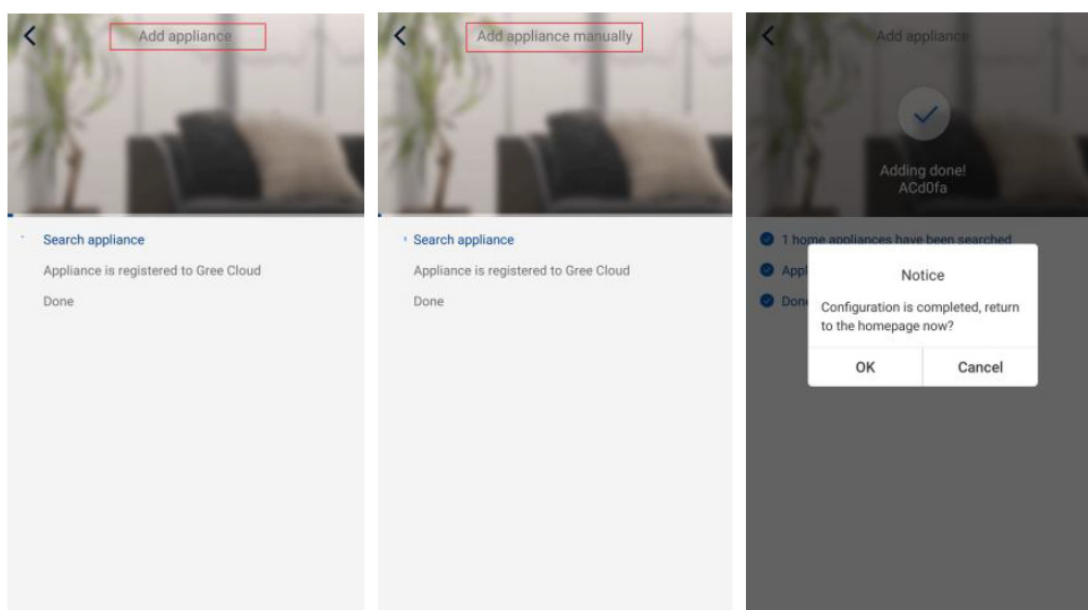 Add appliance
Search appliance
Appliance is registered to Gree Cloud
Done
Add appliance manually
Search appliance
Appliance is registered to Gree Cloud
Done
Add appliance
Adding done!
ACd0fa
1 home appliances have been searched
Appl
Done
Notice
Configuration is completed, return
to the homepage now?
OK
Cancel